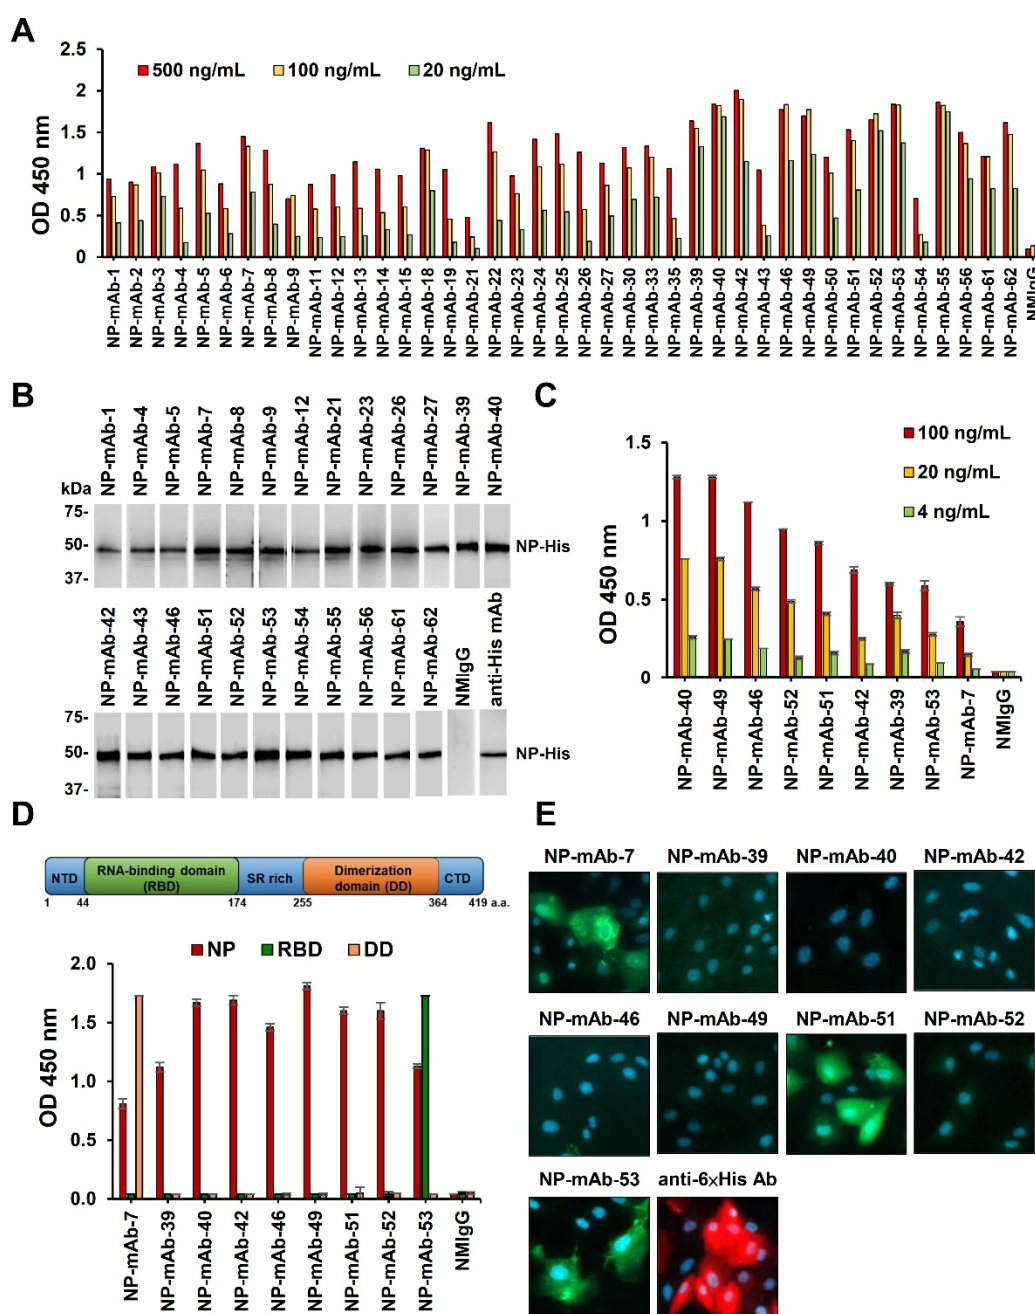 A
2.5
2
1.5
1
0.5
0
OD 450 nm
500 ng/mL 100 ng/mL 20 ng/mL
NP-mAb-1
NP-mAb-2
NP-mAb-3
NP-mAb-4
NP-mAb-5
NP-mAb-6
NP-mAb-7
NP-mAb-8
NP-mAb-9
NP-mAb-11
NP-mAb-12
NP-mAb-13
NP-mAb-14
NP-mAb-15
NP-mAb-18
NP-mAb-19
NP-mAb-21
NP-mAb-22
NP-mAb-23
NP-mAb-24
NP-mAb-25
NP-mAb-26
NP-mAb-27
NP-mAb-30
NP-mAb-33
NP-mAb-35
NP-mAb-39
NP-mAb-40
NP-mAb-42
NP-mAb-43
NP-mAb-46
NP-mAb-49
NP-mAb-50
NP-mAb-51
NP-mAb-52
NP-mAb-53
NP-mAb-54
NP-mAb-55
NP-mAb-56
NP-mAb-61
NP-mAb-62
NMIgG
B
NP-mAb-1
NP-mAb-4
NP-mAb-5
NP-mAb-7
NP-mAb-8
NP-mAb-9
NP-mAb-12
NP-mAb-21
NP-mAb-23
NP-mAb-26
NP-mAb-27
NP-mAb-39
NP-mAb-40
kDa
75-
50-
37-
NP-His
NP-mAb-42
NP-mAb-43
NP-mAb-46
NP-mAb-51
NP-mAb-52
NP-mAb-53
NP-mAb-54
NP-mAb-55
NP-mAb-56
NP-mAb-61
NP-mAb-62
NMIgG
anti-His mAb
75-
50-
37-
NP-His
C
1.5
1
0.5
0
OD 450 nm
100 ng/mL
20 ng/mL
4 ng/mL
NP-mAb-40
NP-mAb-49
NP-mAb-46
NP-mAb-52
NP-mAb-51
NP-mAb-42
NP-mAb-39
NP-mAb-53
NP-mAb-7
NMIgG
D
NTD RNA-binding domain (RBD) SR rich Dimerization domain (DD) CTD
1 44 174 255 364 419 a.a.
NP RBD DD
2.0
1.5
1.0
0.5
0.0
OD 450 nm
NP-mAb-7
NP-mAb-39
NP-mAb-40
NP-mAb-42
NP-mAb-46
NP-mAb-49
NP-mAb-51
NP-mAb-52
NP-mAb-53
NMIgG
E
NP-mAb-7 NP-mAb-39 NP-mAb-40 NP-mAb-42
NP-mAb-46 NP-mAb-49 NP-mAb-51 NP-mAb-52
NP-mAb-53 anti-6×His Ab